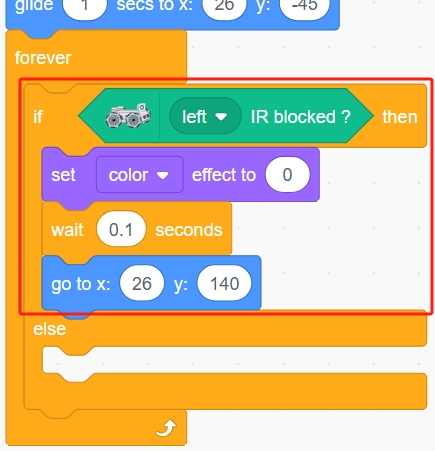 glide 1 secs to x: 26 y: -45
forever
if left IR blocked ? then
set color effect to 0
wait 0.1 seconds
go to x: 26 y: 140
else